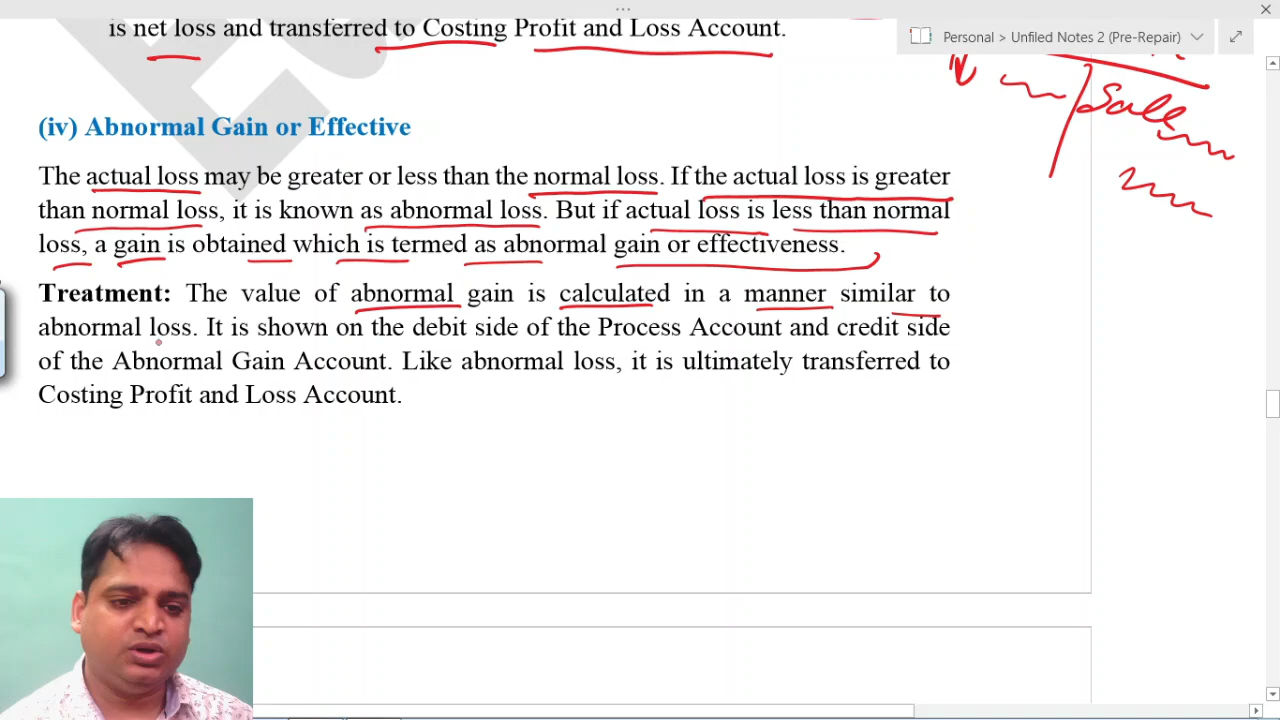 is net loss and transferred to Costing Profit and Loss Account.
Personal > Unfiled Notes 2 (Pre-Repair)
Sale
(iv) Abnormal Gain or Effective
The actual loss may be greater or less than the normal loss. If the actual loss is greater
than normal loss, it is known as abnormal loss. But if actual loss is less than normal
loss, a gain is obtained which is termed as abnormal gain or effectiveness.
Treatment: The value of abnormal gain is calculated in a manner similar to
abnormal loss. It is shown on the debit side of the Process Account and credit side
of the Abnormal Gain Account. Like abnormal loss, it is ultimately transferred to
Costing Profit and Loss Account.